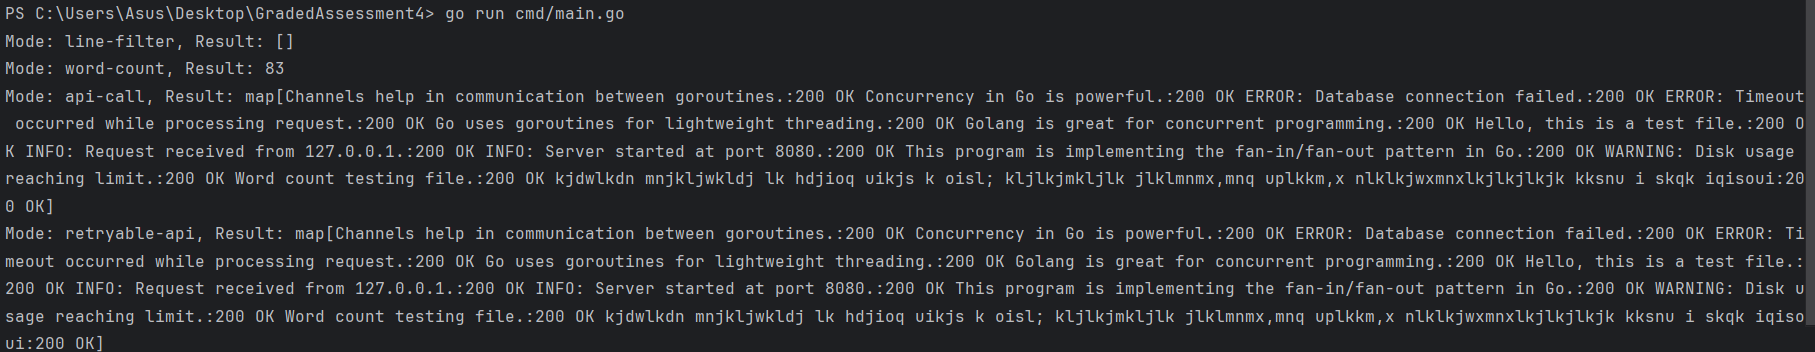 PS C:\Users\Asus\Desktop\GradedAssessment4> go run cmd/main.go
Mode: line-filter, Result: []
Mode: word-count, Result: 83
Mode: api-call, Result: map[Channels help in communication between goroutines.:200 OK Concurrency in Go is powerful.:200 OK ERROR: Database connection failed.:200 OK ERROR: Timeout
 occurred while processing request.:200 OK Go uses goroutines for lightweight threading.:200 OK Golang is great for concurrent programming.:200 OK Hello, this is a test file.:200 O
K INFO: Request received from 127.0.0.1.:200 OK INFO: Server started at port 8080.:200 OK This program is implementing the fan-in/fan-out pattern in Go.:200 OK WARNING: Disk usage
reaching limit.:200 OK Word count testing file.:200 OK kjdwlkdn mnjkljwkldj lk hdjioq uikjs k oisl; kljlkjmkljlk jlklmnmx,mnq uplkkm,x nlklkjwxmnxlkjlkjlkjk kksnu i skqk iqisoui:20
0 OK]
Mode: retryable-api, Result: map[Channels help in communication between goroutines.:200 OK Concurrency in Go is powerful.:200 OK ERROR: Database connection failed.:200 OK ERROR: Ti
meout occurred while processing request.:200 OK Go uses goroutines for lightweight threading.:200 OK Golang is great for concurrent programming.:200 OK Hello, this is a test file.:
200 OK INFO: Request received from 127.0.0.1.:200 OK INFO: Server started at port 8080.:200 OK This program is implementing the fan-in/fan-out pattern in Go.:200 OK WARNING: Disk u
sage reaching limit.:200 OK Word count testing file.:200 OK kjdwlkdn mnjkljwkldj lk hdjioq uikjs k oisl; kljlkjmkljlk jlklmnmx,mnq uplkkm,x nlklkjwxmnxlkjlkjlkjk kksnu i skqk iqiso
ui:200 OK]